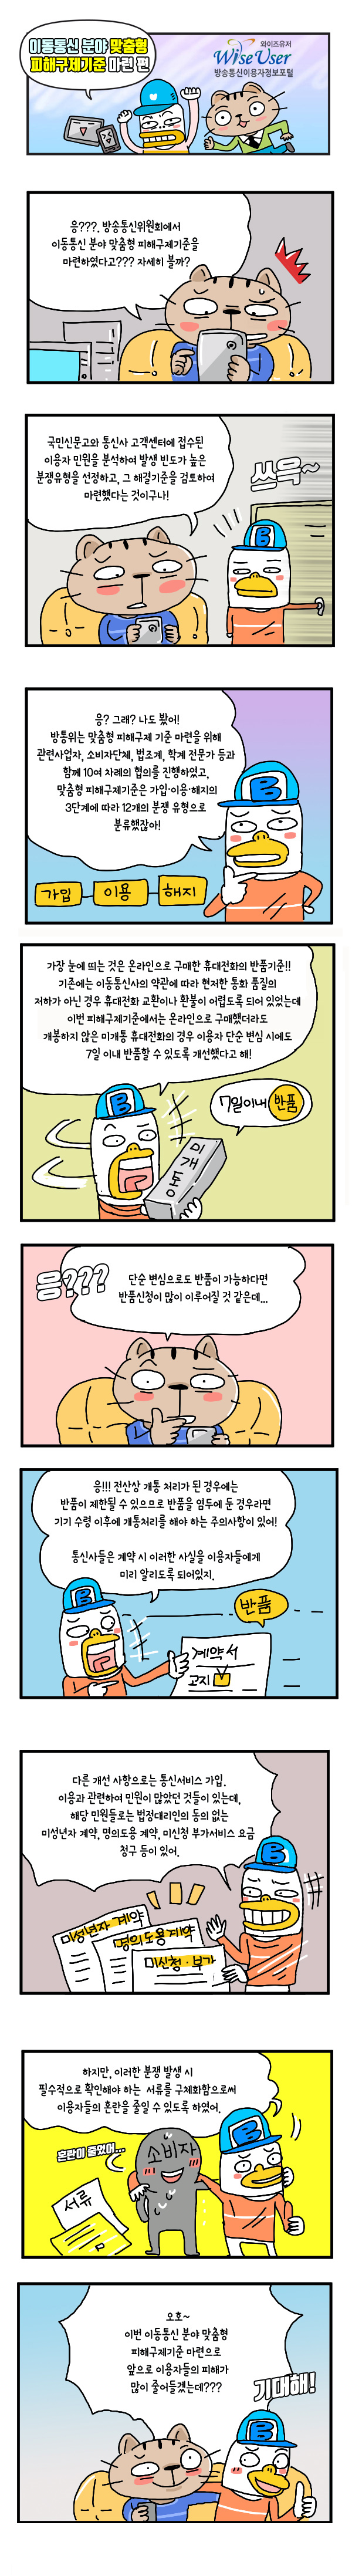 이동통신 분야 맞춤형
피해구제기준 마련 편
와이즈유저
Wise User
방송통신이용자정보포털
응???. 방송통신위원회에서
이동통신 분야 맞춤형 피해구제기준을
마련하였다고??? 자세히 볼까?
국민신문고와 통신사 고객센터에 접수된
이용자 민원을 분석하여 발생 빈도가 높은
분쟁유형을 선정하고, 그 해결기준을 검토하여
마련했다는 것이구나!
쓰윽~
B
응? 그래? 나도 봤어!
방통위는 맞춤형 피해구제 기준 마련을 위해
관련사업자, 소비자단체, 법조계, 학계 전문가 등과
함께 10여 차례의 협의를 진행하였고,
맞춤형 피해구제기준은 가입·이용·해지의
3단계에 따라 12개의 분쟁 유형으로
분류했잖아!
B
가입 이용 해지
가장 눈에 띄는 것은 온라인으로 구매한 휴대전화의 반품기준!!
기존에는 이동통신사의 약관에 따라 현저한 통화 품질의
저하가 아닌 경우 휴대전화 교환이나 환불이 어렵도록 되어 있었는데
이번 피해구제기준에서는 온라인으로 구매했더라도
개봉하지 않은 미개통 휴대전화의 경우 이용자 단순 변심 시에도
7일 이내 반품할 수 있도록 개선했다고 해!
B
7일이내 반품
미개통
응???
단순 변심으로도 반품이 가능하다면
반품신청이 많이 이루어질 것 같은데...
응!!! 전산상 개통 처리가 된 경우에는
반품이 제한될 수 있으므로 반품을 염두에 둔 경우라면
기기 수령 이후에 개통처리를 해야 하는 주의사항이 있어!
통신사들은 계약 시 이러한 사실을 이용자들에게
미리 알리도록 되어있지.
B
반품
계약서
고지
다른 개선 사항으로는 통신서비스 가입.
이용과 관련하여 민원이 많았던 것들이 있는데,
해당 민원들로는 법정대리인의 동의 없는
미성년자 계약, 명의도용 계약, 미신청 부가서비스 요금
청구 등이 있어.
B
미성년자 계약
명의도용계약
미신청·부가
하지만, 이러한 분쟁 발생 시
필수적으로 확인해야 하는 서류를 구체화함으로써
이용자들의 혼란을 줄일 수 있도록 하였어.
B
혼란이 줄었어...
소비자
서류
오호~
이번 이동통신 분야 맞춤형
피해구제기준 마련으로
앞으로 이용자들의 피해가
많이 줄어들겠는데???
기대해!
B